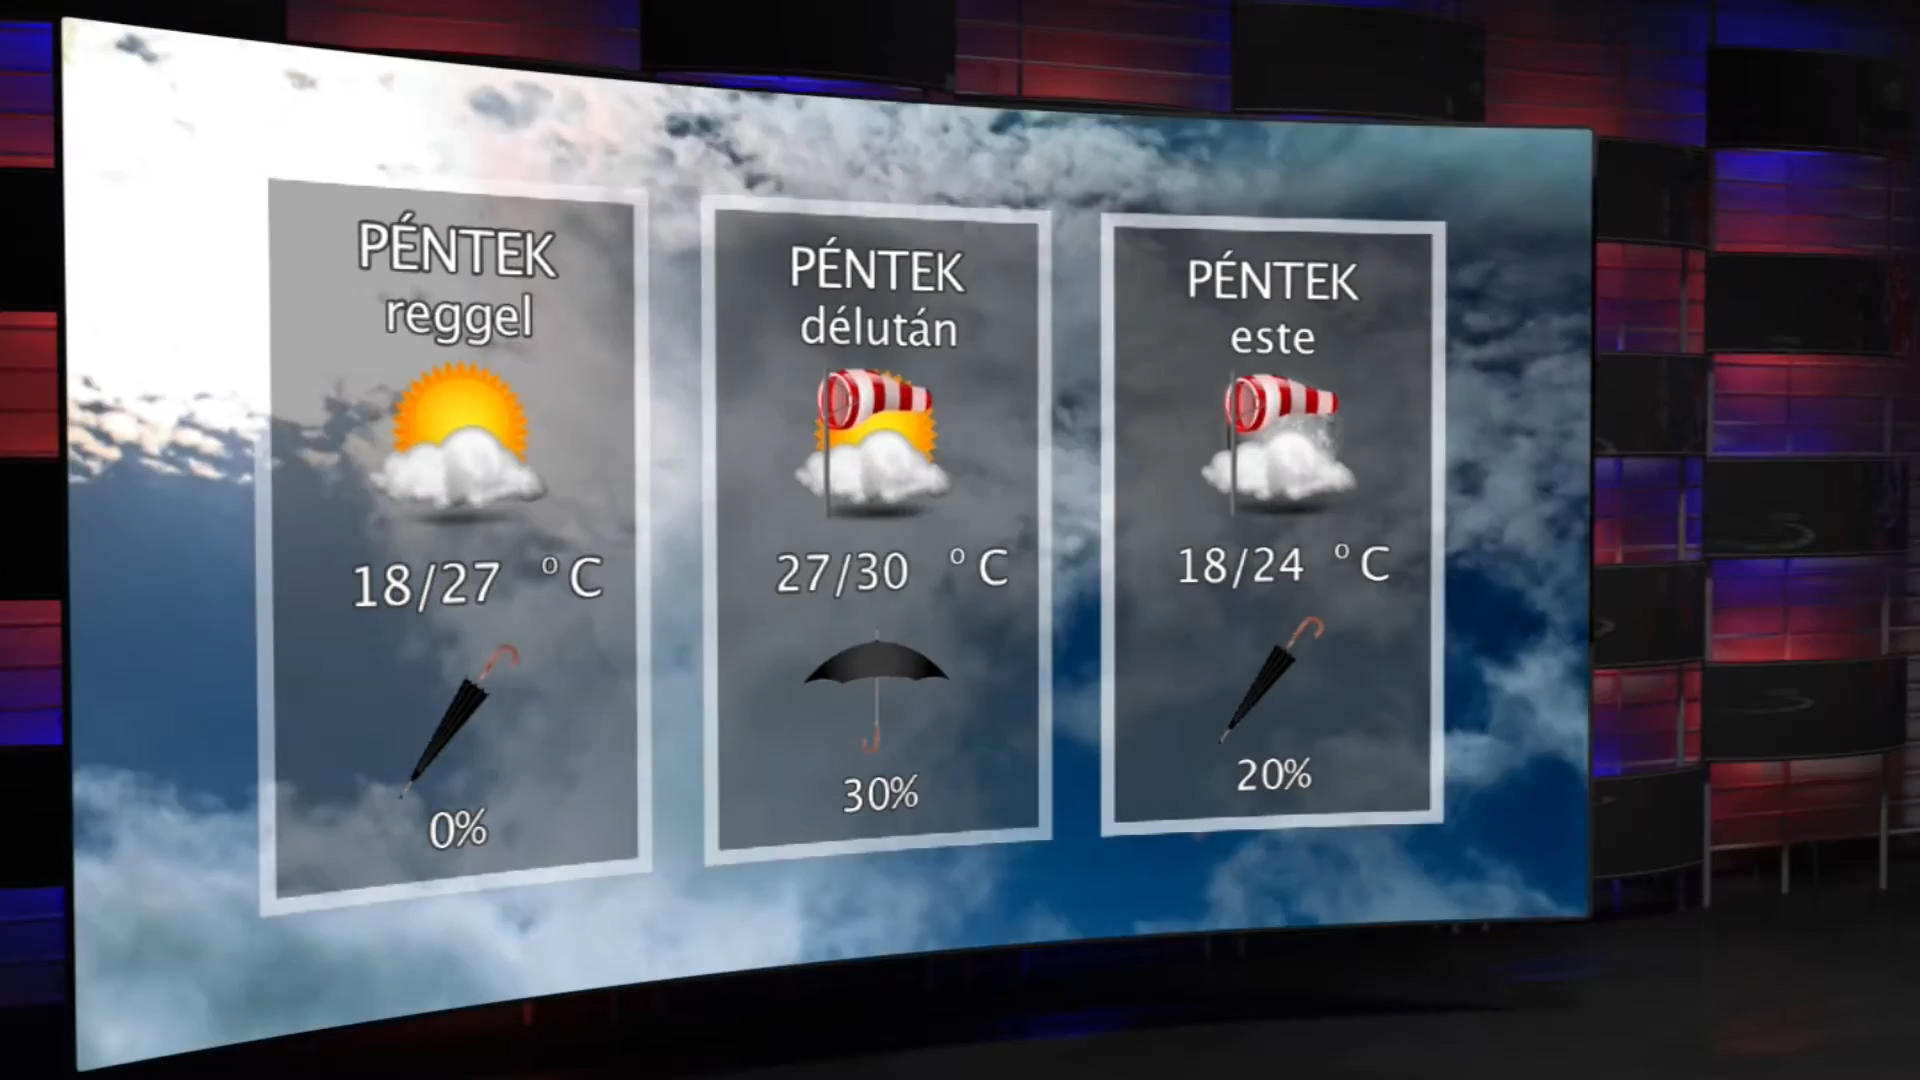 PÉNTEK
reggel
18/27 °C
0%
PÉNTEK
délután
27/30 °C
30%
PÉNTEK
este
18/24 °C
20%